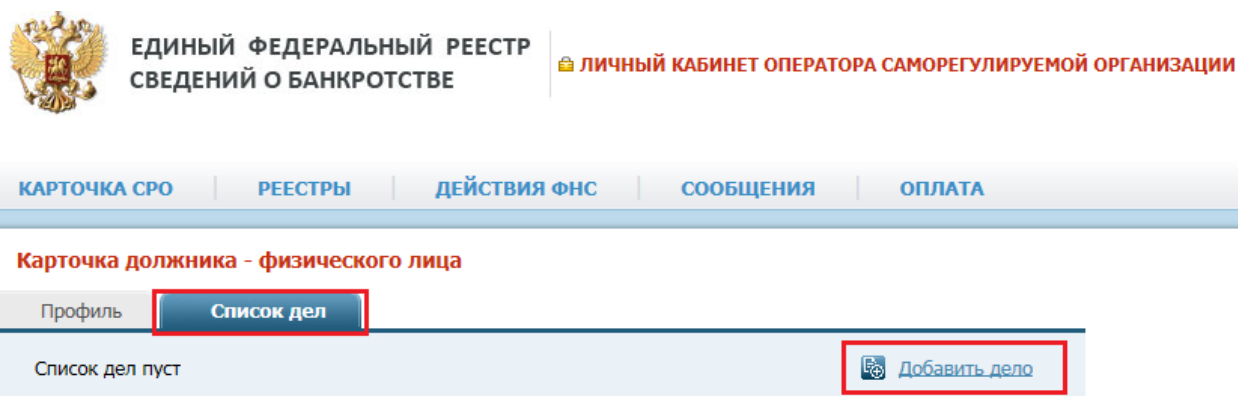 ЕДИНЫЙ ФЕДЕРАЛЬНЫЙ РЕЕСТР
СВЕДЕНИЙ О БАНКРОТСТВЕ
ЛИЧНЫЙ КАБИНЕТ ОПЕРАТОРА САМОРЕГУЛИРУЕМОЙ ОРГАНИЗАЦИИ
КАРТОЧКА СРО РЕЕСТРЫ ДЕЙСТВИЯ ФНС СООБЩЕНИЯ ОПЛАТА
Карточка должника - физического лица
Профиль Список дел
Список дел пуст Добавить дело